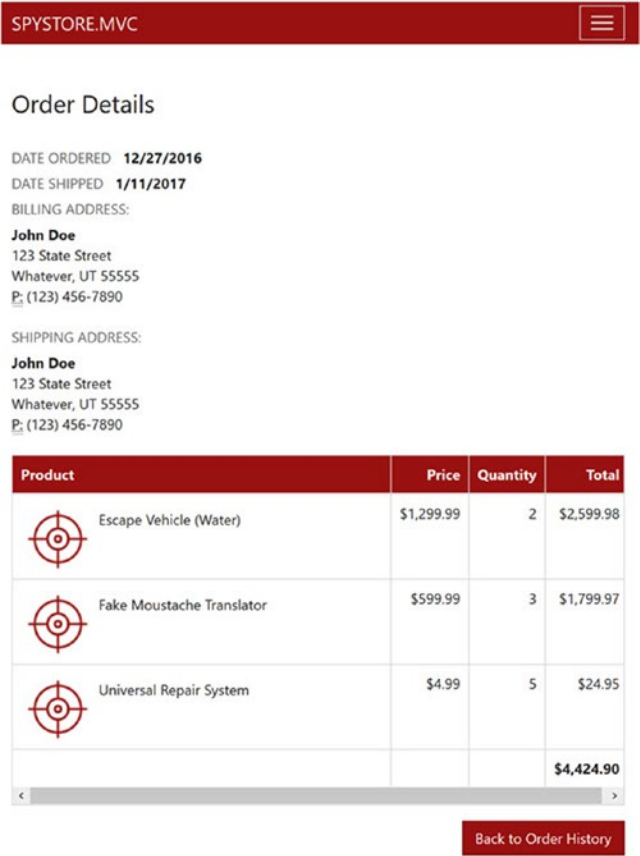 SPYSTORE.MVC
Order Details
DATE ORDERED 12/27/2016
DATE SHIPPED 1/11/2017
BILLING ADDRESS:
John Doe
123 State Street
Whatever, UT 55555
P: (123) 456-7890
SHIPPING ADDRESS:
John Doe
123 State Street
Whatever, UT 55555
P: (123) 456-7890
Product Price Quantity Total
Escape Vehicle (Water) $1,299.99 2 $2,599.98
Fake Moustache Translator $599.99 3 $1,799.97
Universal Repair System $4.99 5 $24.95
$4,424.90
Back to Order History